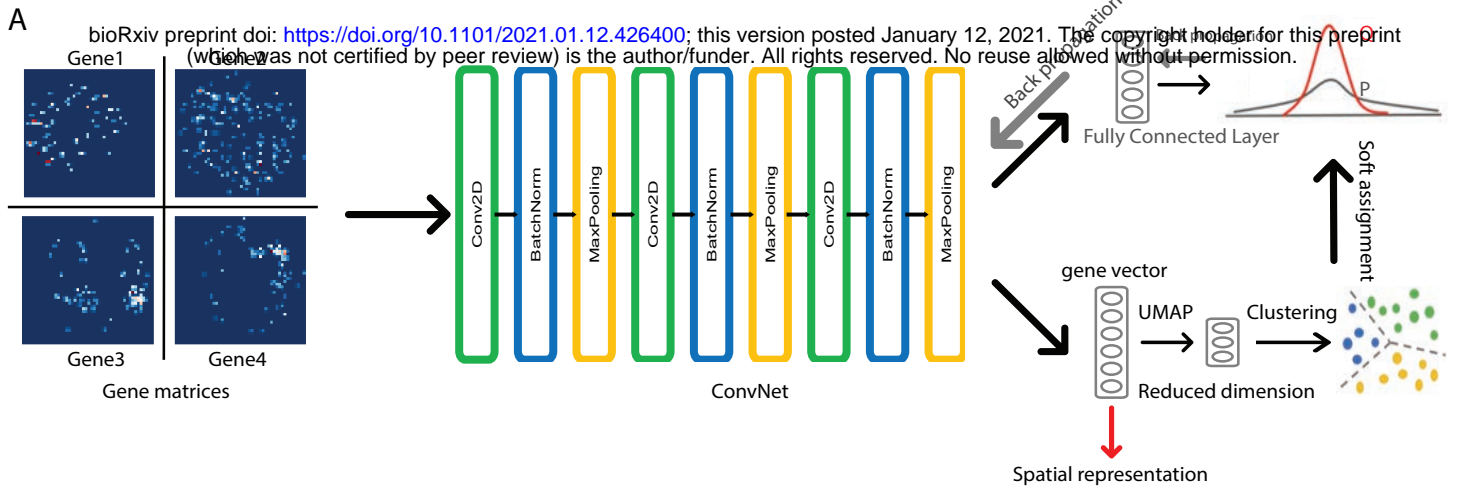 A
bioRxiv preprint doi: https://doi.org/10.1101/2021.01.12.426400; this version posted January 12, 2021. The copyright holder for this preprint
(which was not certified by peer review) is the author/funder. All rights reserved. No reuse allowed without permission.
Gene1
Gene2
Gene3
Gene4
Gene matrices
Conv2D
BatchNorm
MaxPooling
Conv2D
BatchNorm
MaxPooling
Conv2D
BatchNorm
MaxPooling
ConvNet
Back propagation
Back propagation
Fully Connected Layer
Q
P
Soft assignment
gene vector
UMAP
Clustering
Reduced dimension
Spatial representation